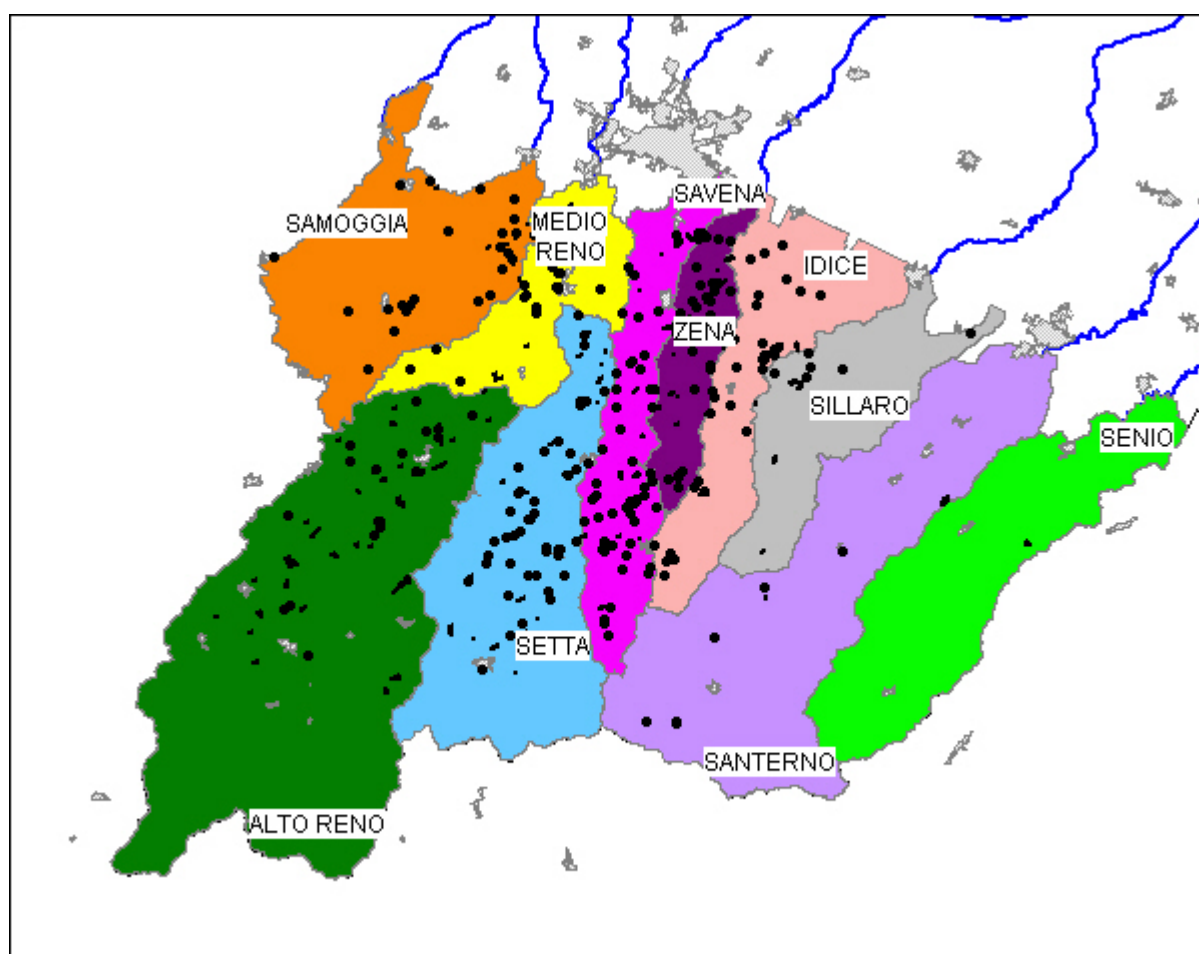 SAVENA
SAMOGGIA
MEDIO
RENO
IDICE
ZENA
SILLARO
SENIO
SETTA
SANTERNO
ALTO RENO